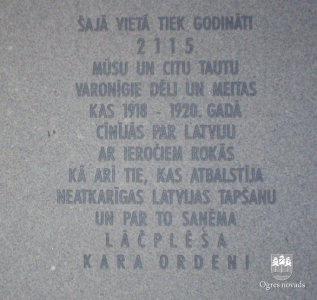 ŠAJĀ VIETĀ TIEK GODINĀTI
2115
MŪSU UN CITU TAUTU
VARONĪGIE DĒLI UN MEITAS
KAS 1918 - 1920. GADĀ
CĪNĪJĀS PAR LATVIJU
AR IEROČIEM ROKĀS
KĀ ARĪ TIE, KAS ATBALSTĪJA
NEATKARĪGAS LATVIJAS TAPŠANU
UN PAR TO SAŅĒMA
LĀČPLĒŠA
KARA ORDENI
Ogres novads